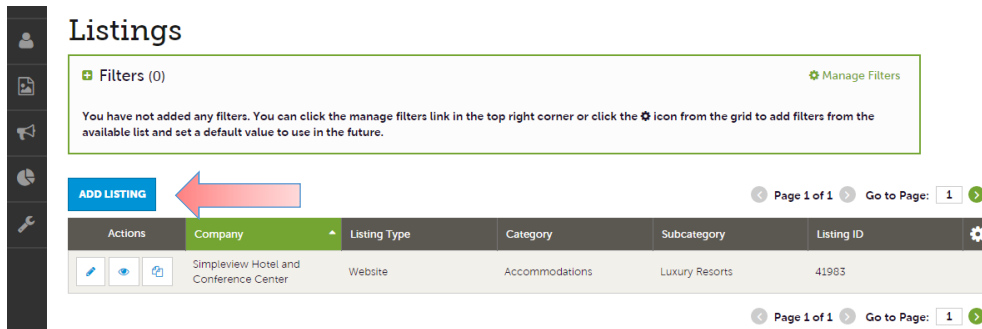 Listings
Filters (0)
Manage Filters
You have not added any filters. You can click the manage filters link in the top right corner or click the icon from the grid to add filters from the
available list and set a default value to use in the future.
ADD LISTING
Page 1 of 1 Go to Page: 1
Actions Company Listing Type Category Subcategory Listing ID
Simpleview Hotel and
Conference Center
Website Accommodations Luxury Resorts 41983
Page 1 of 1 Go to Page: 1